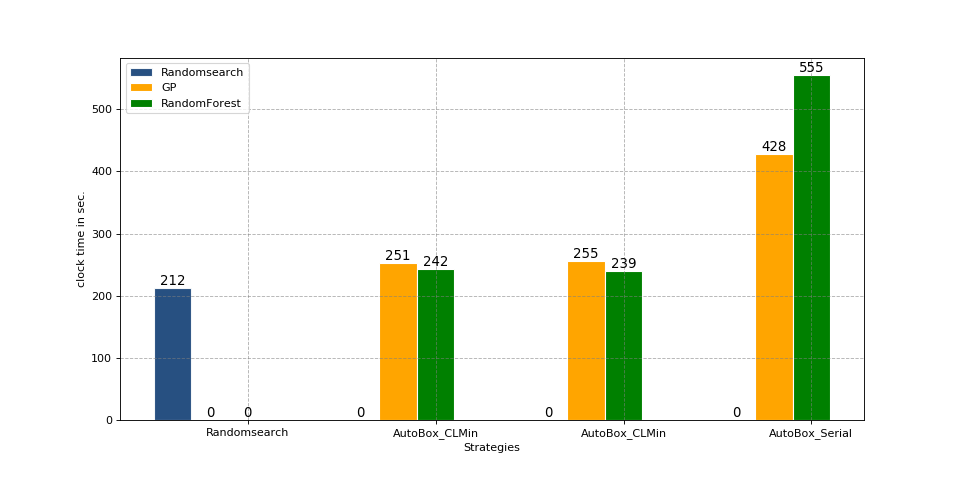 Randomsearch
GP
RandomForest
clock time in sec.
500
400
300
200
100
0
212
0
0
0
251
242
0
255
239
0
428
555
Randomsearch
AutoBox_CLMin
AutoBox_CLMin
AutoBox_Serial
Strategies